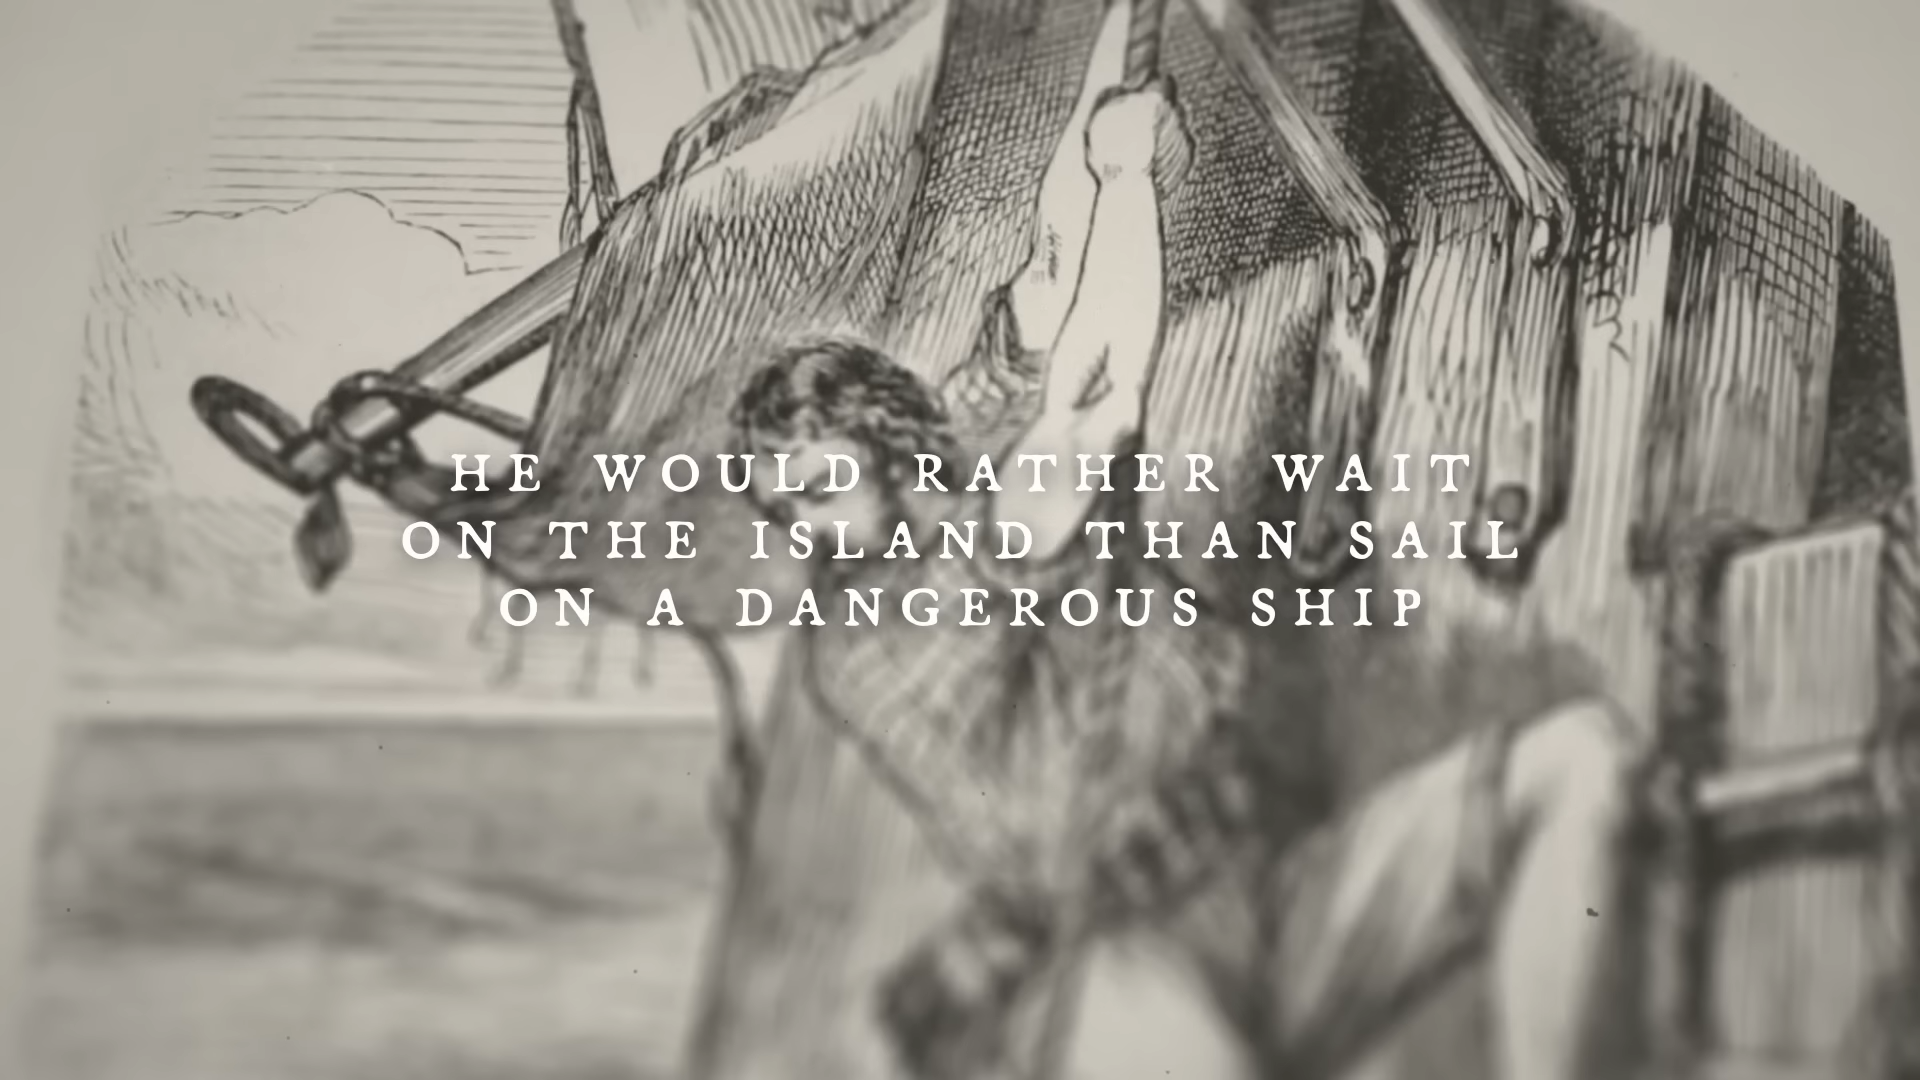 HE WOULD RATHER WAIT
ON THE ISLAND THAN SAIL
ON A DANGEROUS SHIP